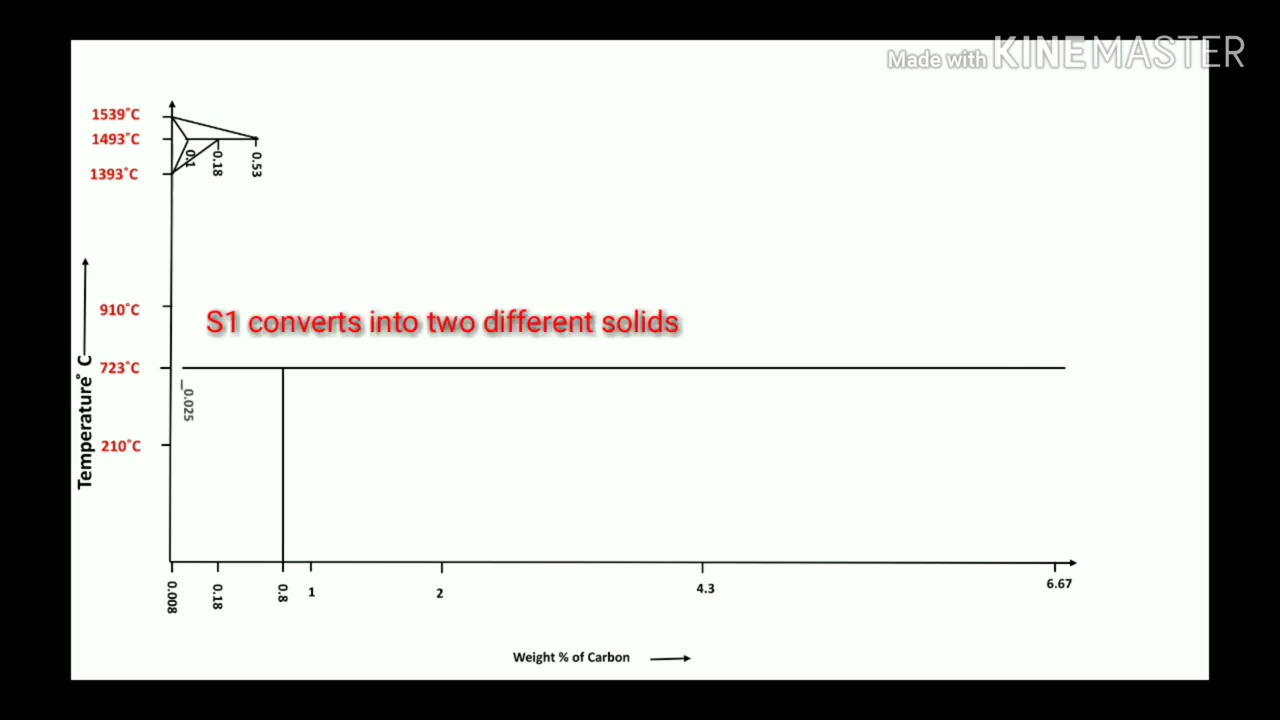 Made with KINEMASTER
1539°C
1493°C
0.1
0.18
0.53
1393°C
910°C
S1 converts into two different solids
723°C
0.025
Temperature° C
210°C
0.008
0.18
0.8
1
2
4.3
6.67
Weight % of Carbon